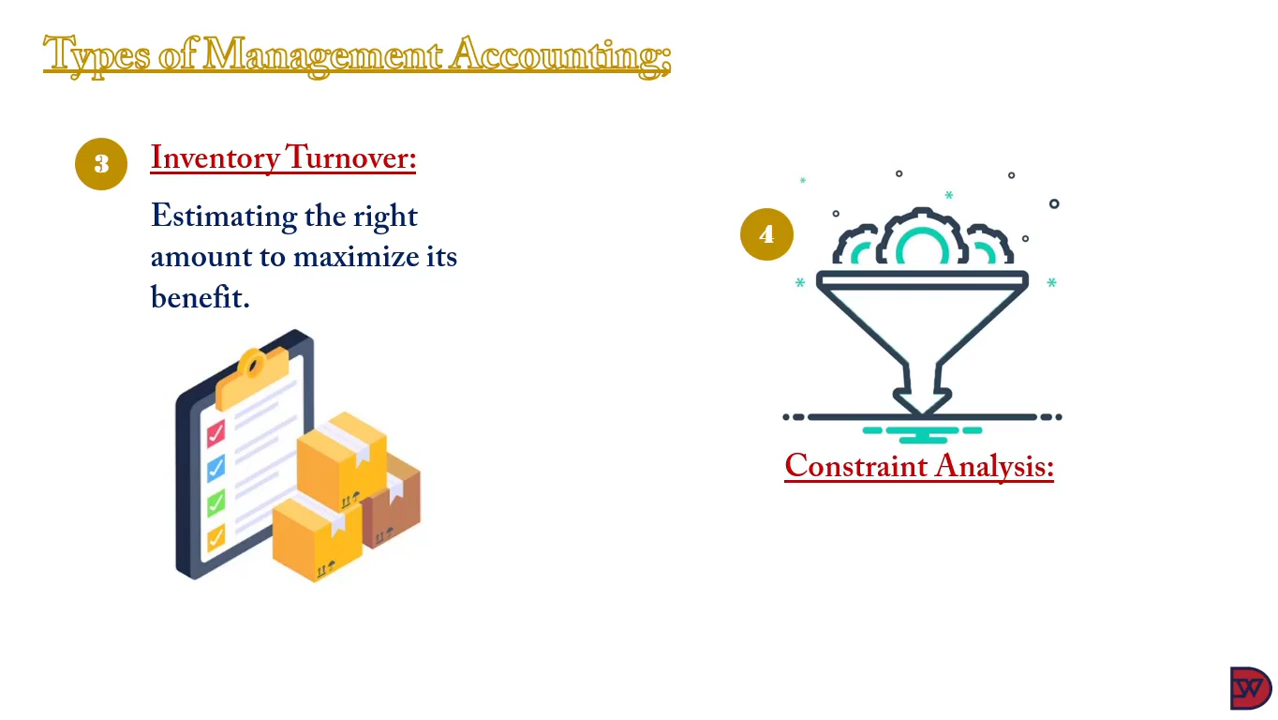 Types of Management Accounting;
3
Inventory Turnover:
Estimating the right
amount to maximize its
benefit.
4
Constraint Analysis: